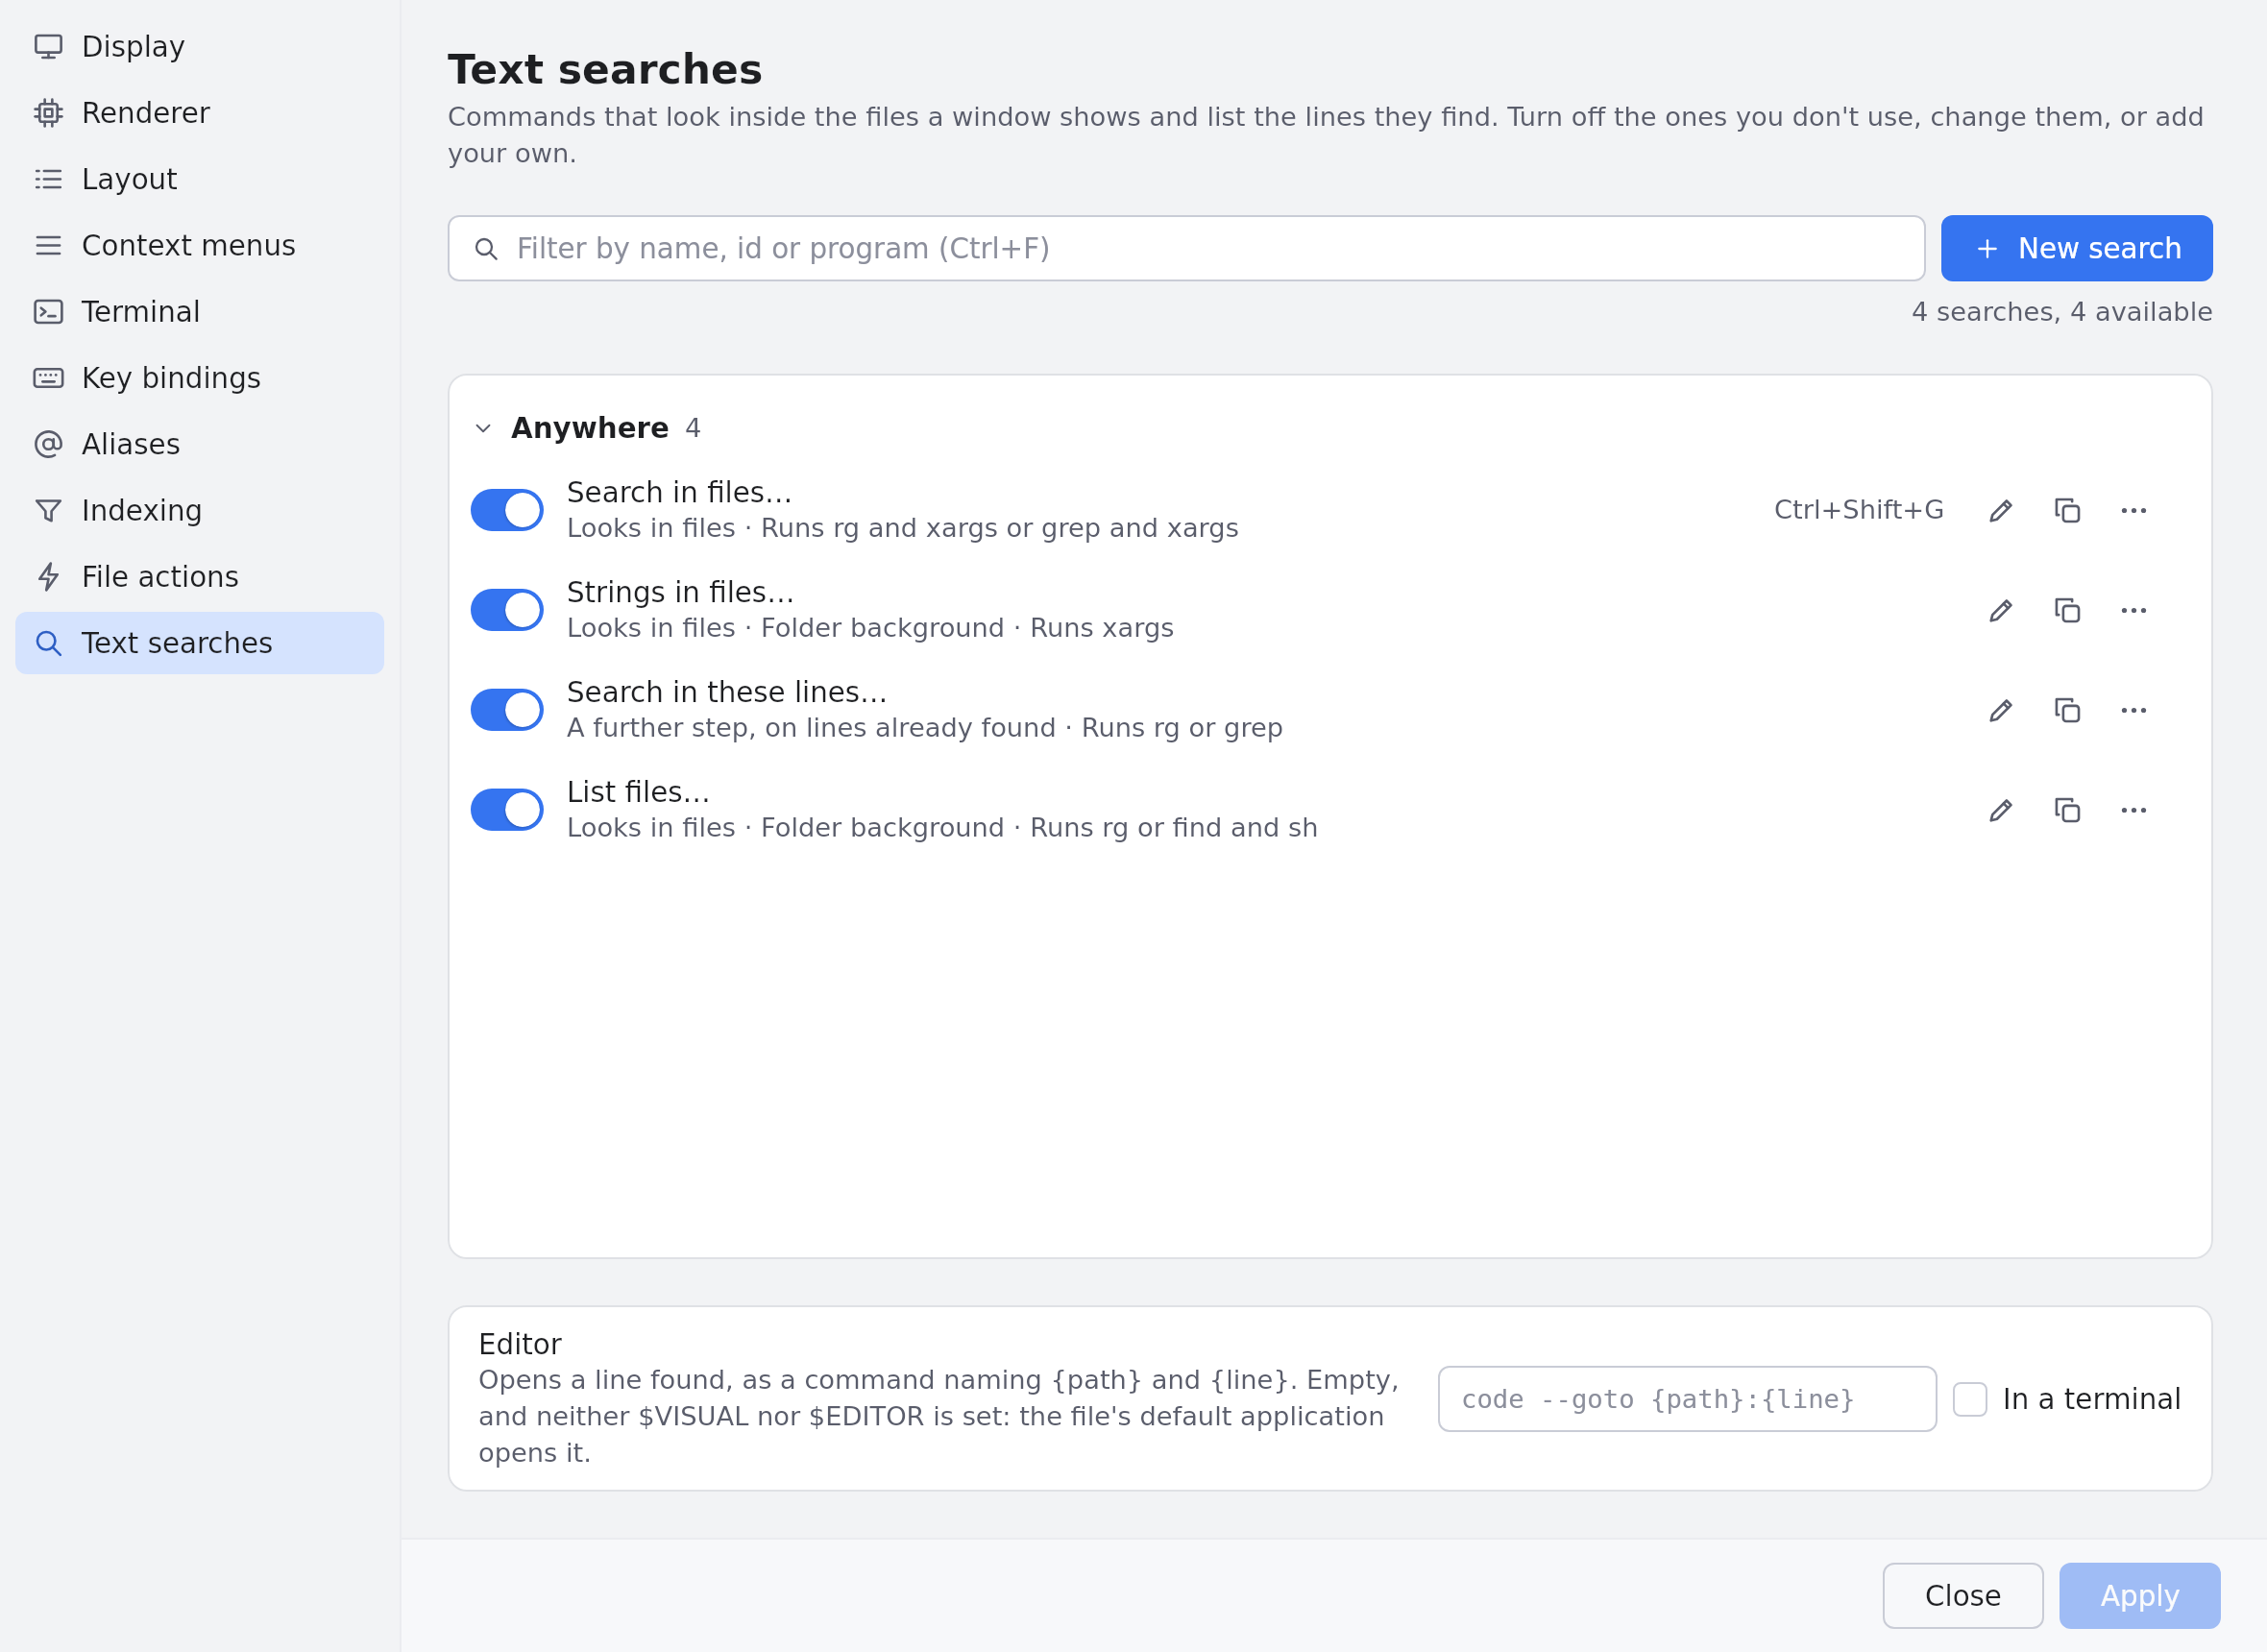 Display
Renderer
Layout
Context menus
Terminal
Key bindings
Aliases
Indexing
File actions
Text searches
Text searches
Commands that look inside the files a window shows and list the lines they find. Turn off the ones you don't use, change them, or add
your own.
Filter by name, id or program (Ctrl+F)
New search
4 searches, 4 available
Anywhere 4
Search in files...
Looks in files · Runs rg and xargs or grep and xargs
Ctrl+Shift+G
Strings in files...
Looks in files · Folder background · Runs xargs
Search in these lines...
A further step, on lines already found · Runs rg or grep
List files...
Looks in files · Folder background · Runs rg or find and sh
Editor
Opens a line found, as a command naming {path} and {line}. Empty,
and neither $VISUAL nor $EDITOR is set: the file's default application
opens it.
code --goto {path}:{line}
In a terminal
Close
Apply